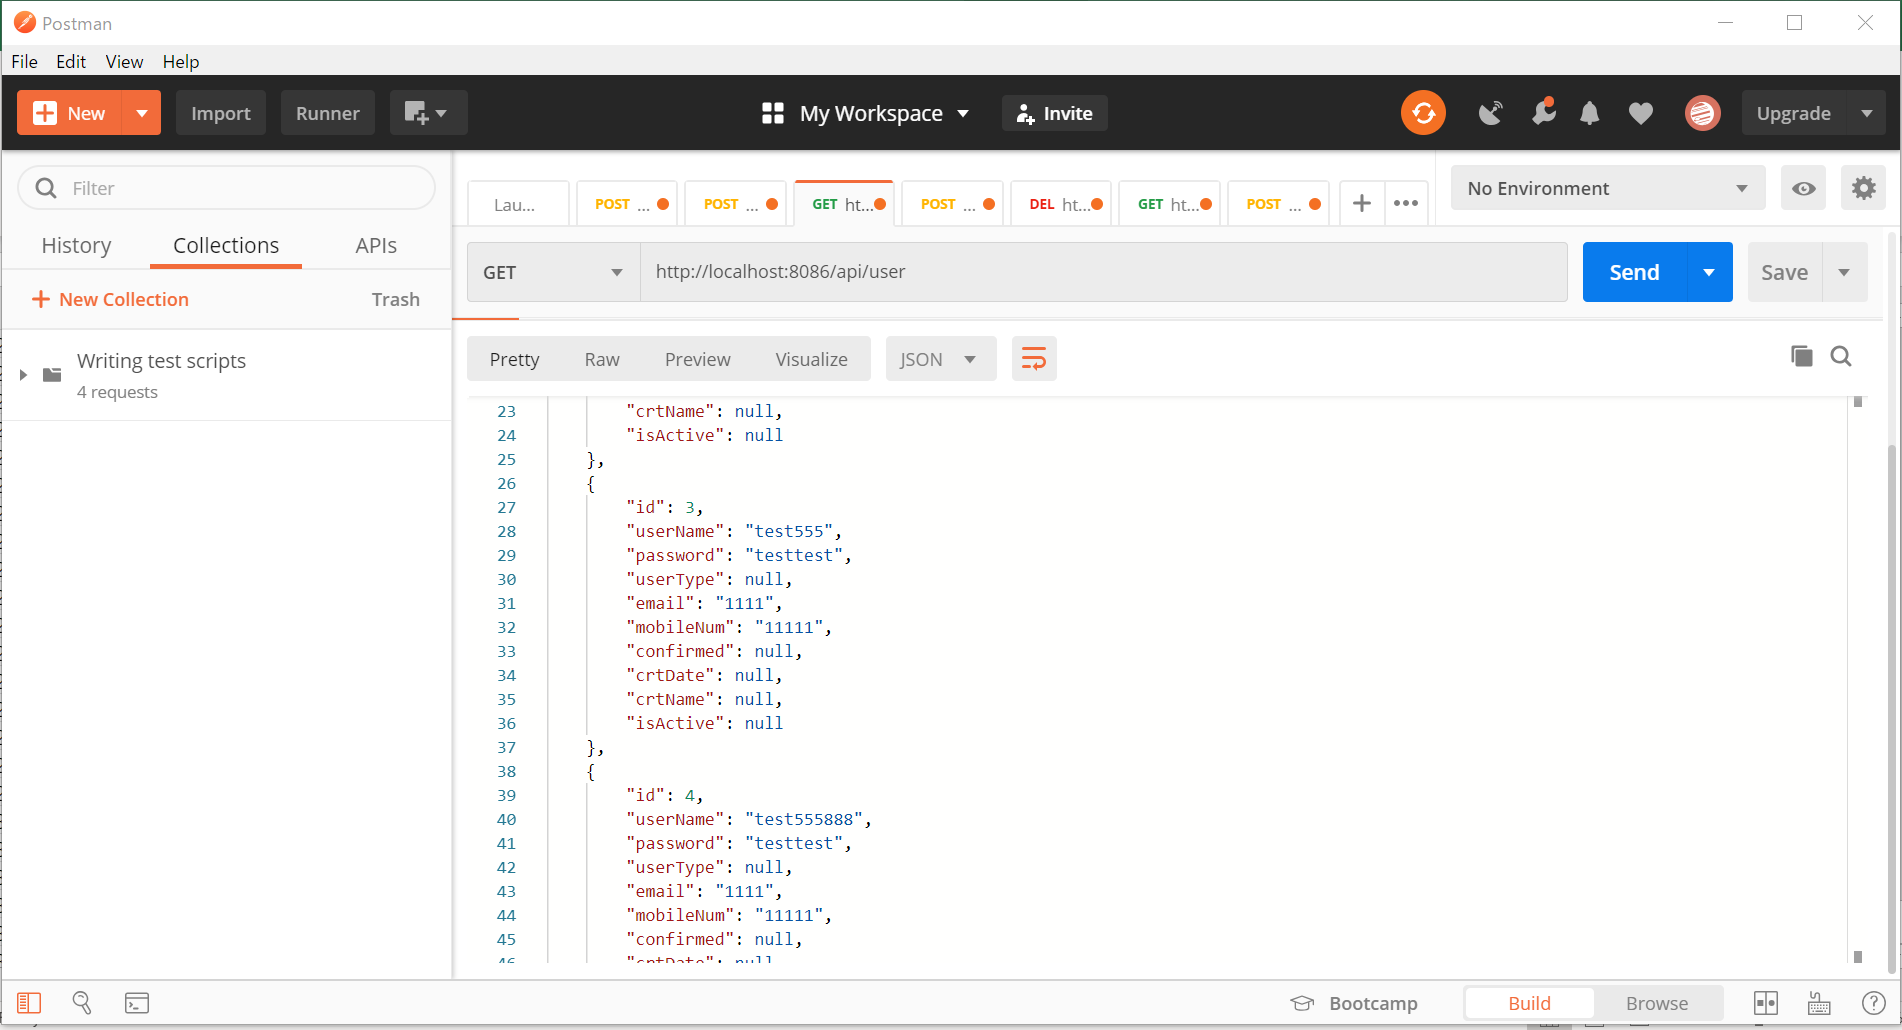 Postman
File Edit View Help
New Import Runner My Workspace Invite Upgrade
Filter
History Collections APIs
New Collection Trash
Writing test scripts
4 requests
Lau... POST ... POST ... GET ht... POST ... DEL ht... GET ht... POST ... No Environment
GET http://localhost:8086/api/user Send Save
Pretty Raw Preview Visualize JSON
23 "crtName": null,
24 "isActive": null
25 },
26 {
27 "id": 3,
28 "userName": "test555",
29 "password": "testtest",
30 "userType": null,
31 "email": "1111",
32 "mobileNum": "11111",
33 "confirmed": null,
34 "crtDate": null,
35 "crtName": null,
36 "isActive": null
37 },
38 {
39 "id": 4,
40 "userName": "test555888",
41 "password": "testtest",
42 "userType": null,
43 "email": "1111",
44 "mobileNum": "11111",
45 "confirmed": null,
46 "crtDate": null
Bootcamp Build Browse